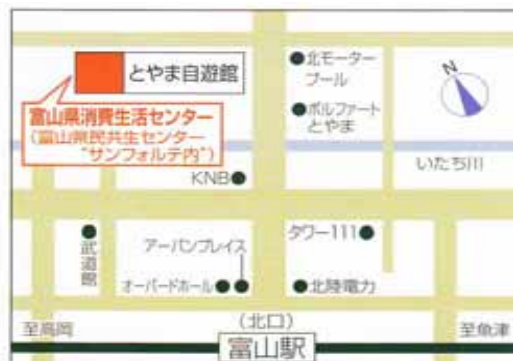 とやま自遊館
富山県消費生活センター
(富山県民共生センター
“サンフォルテ内”)
北モーター
プール
ボルファート
とやま
N
いたち川
KNB
武道館
アーバンプレイス
タワー111
オーバードホール
北陸電力
至高岡
(北口)
富山駅
至魚津